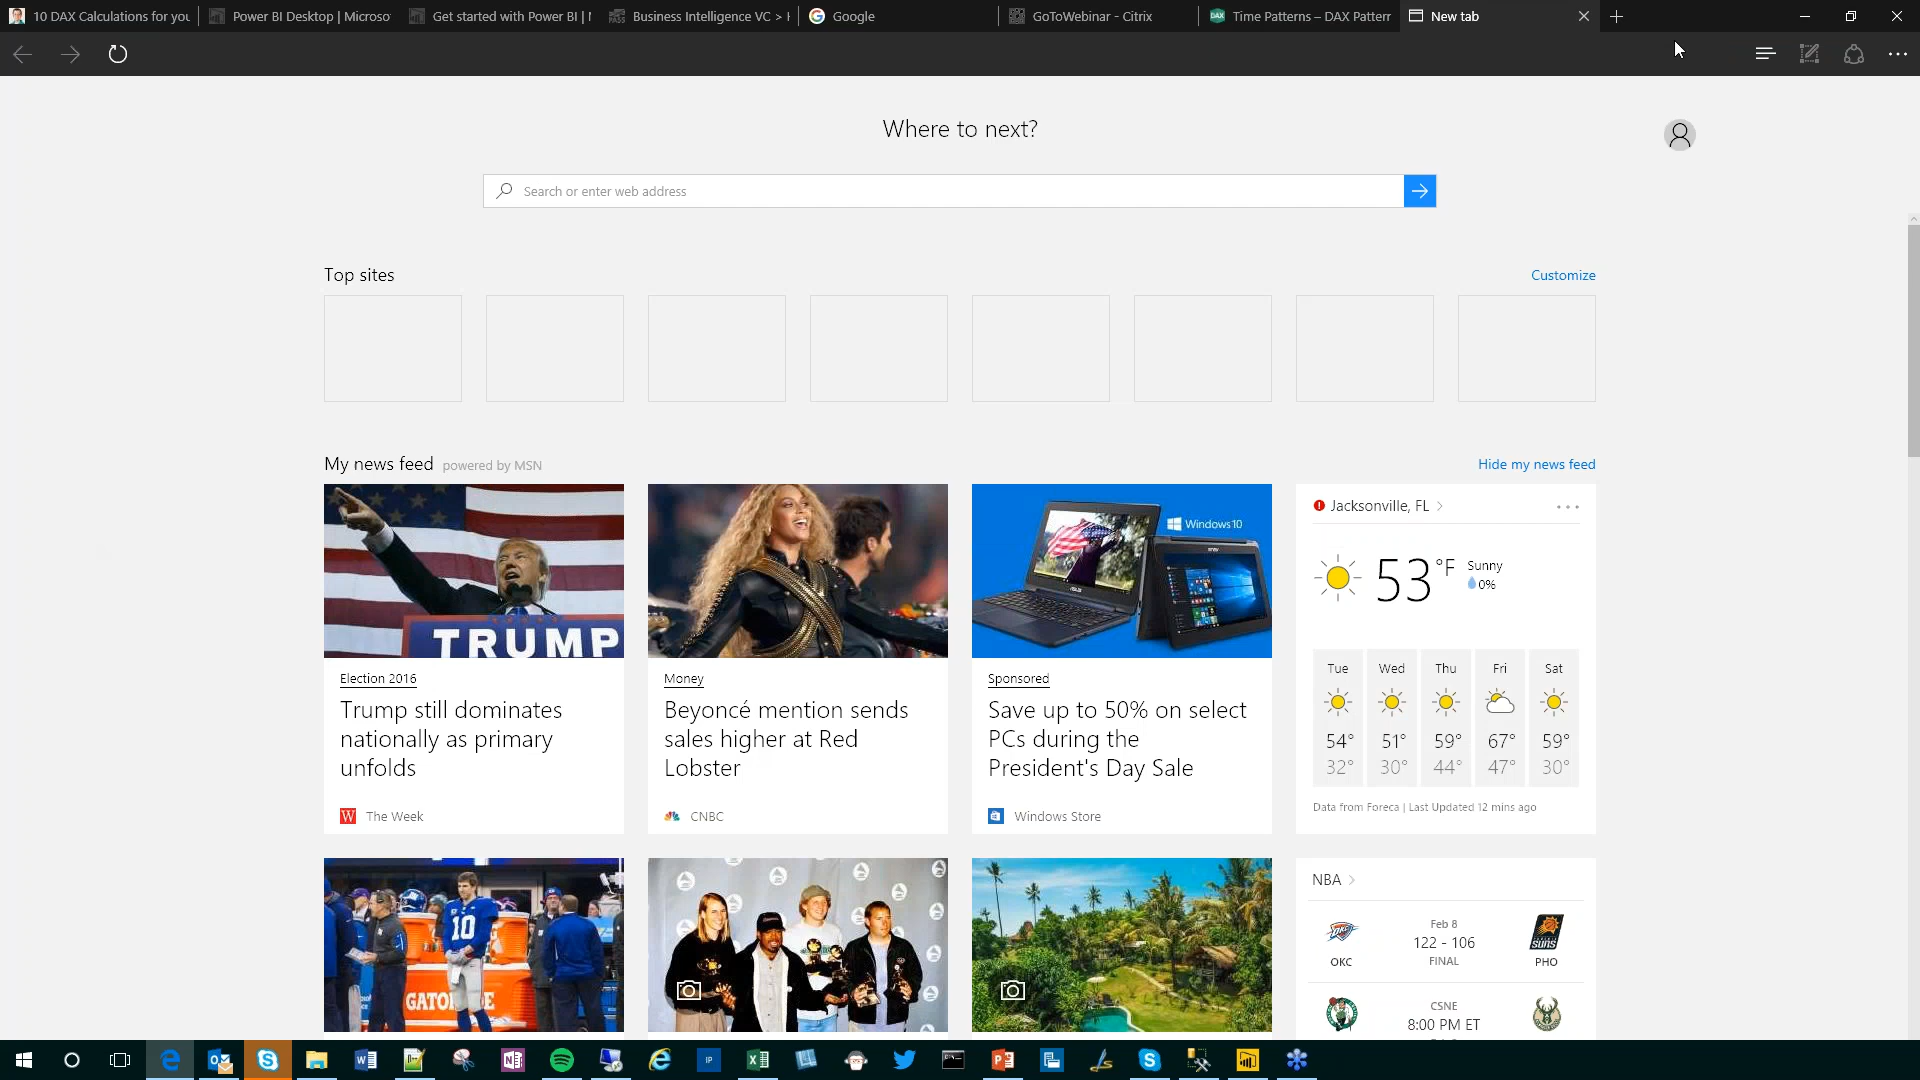 10 DAX Calculations for you
Power BI Desktop | Microso
Get started with Power BI |
Business Intelligence VC >
Google
GoToWebinar - Citrix
Time Patterns – DAX Pattern
New tab
Where to next?
Search or enter web address
Top sites
Customize
My news feed powered by MSN
Hide my news feed
TRUMP
Election 2016
Trump still dominates
nationally as primary
unfolds
The Week
Money
Beyoncé mention sends
sales higher at Red
Lobster
CNBC
Windows 10
Sponsored
Save up to 50% on select
PCs during the
President's Day Sale
Windows Store
Jacksonville, FL
53 °F Sunny
0%
Tue Wed Thu Fri Sat
54° 51° 59° 67° 59°
32° 30° 44° 47° 30°
Data from Foreca | Last Updated 12 mins ago
10
NBA
Feb 8
122 - 106
FINAL
OKC
PHO
CSNE
8:00 PM ET